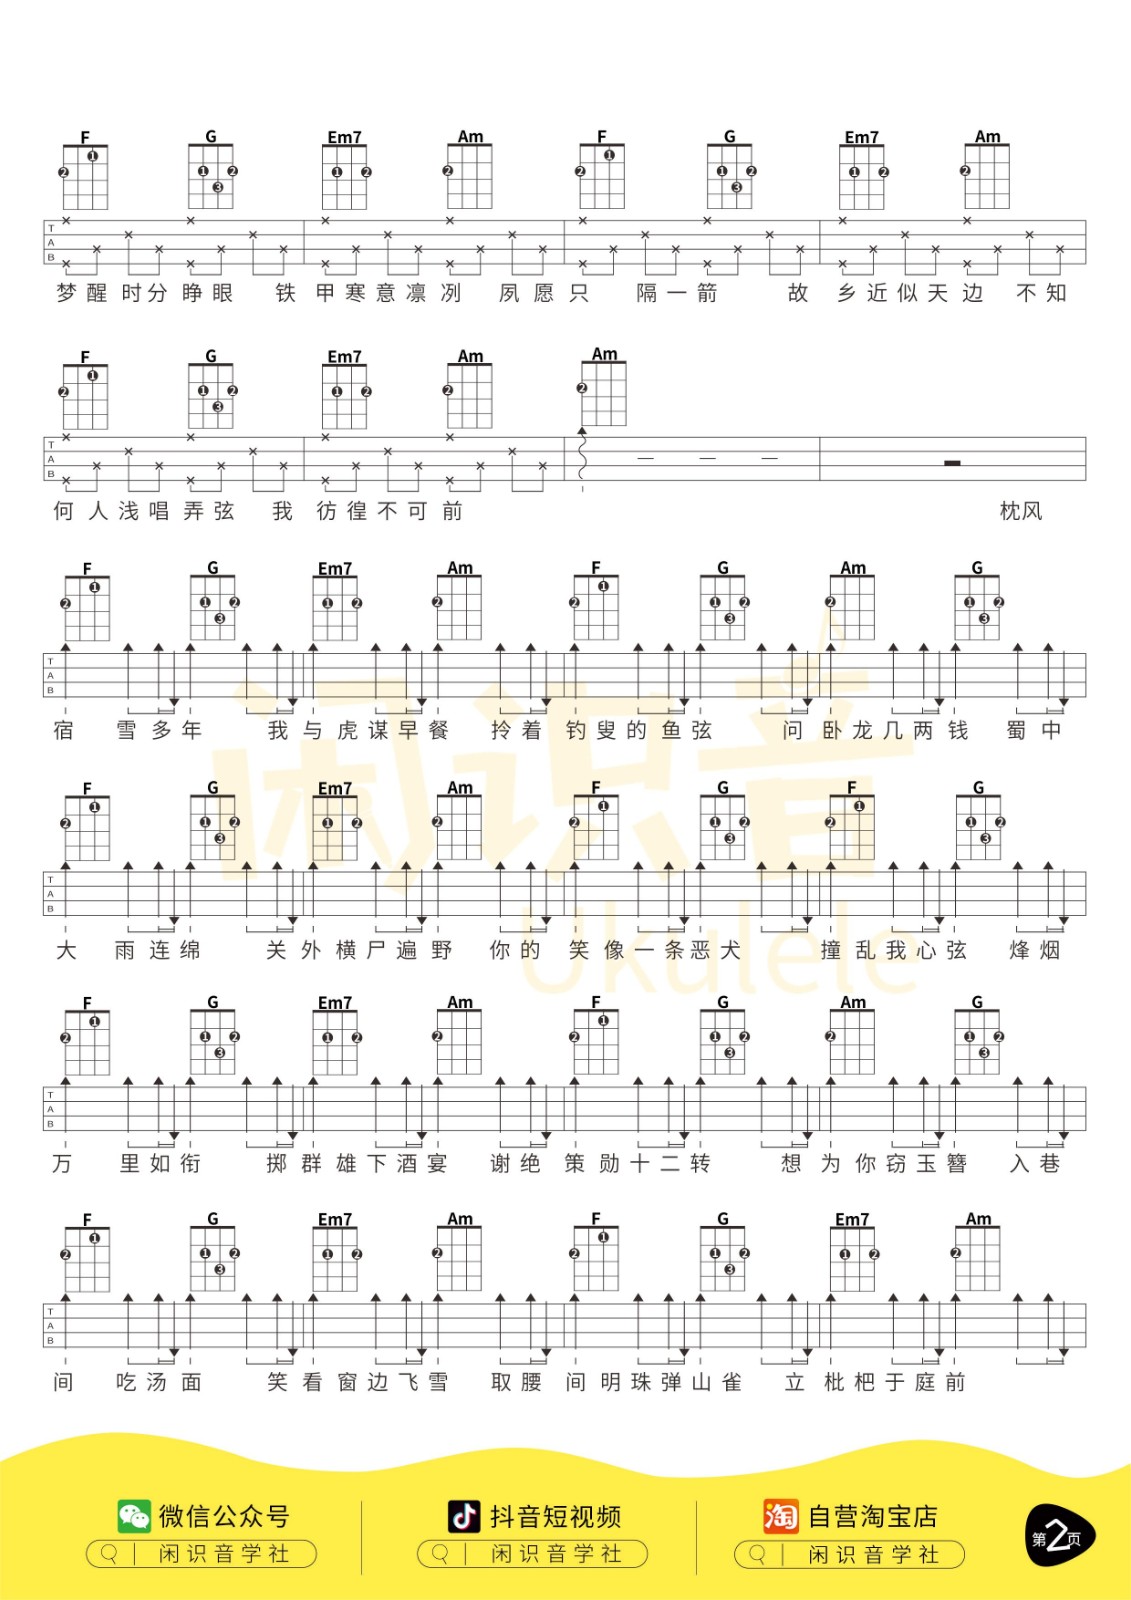 F G Em7 Am F G Em7 Am
T A B
梦醒时分睁眼 铁甲寒意凛冽 夙愿只 隔一箭 故乡近似天边 不知
F G Em7 Am Am
T A B
何人浅唱弄弦 我彷徨不可前 枕风
F G Em7 Am F G Am G
T A B
宿 雪多年 我与虎谋早餐 拎着钓叟的鱼弦 问卧龙几两钱 蜀中
F G Em7 Am F G F G
T A B
大 雨连绵 关外横尸遍野 你的笑像一条恶犬 撞乱我心弦 烽烟
F G Em7 Am F G Am G
T A B
万 里如衔 掷群雄下酒宴 谢绝策勋十二转 想为你窃玉簪 入巷
F G Em7 Am F G Em7 Am
T A B
间 吃汤面 笑看窗边飞雪 取腰间明珠弹山雀 立枇杷于庭前
闲识音
Ukulele
微信公众号 抖音短视频 淘 自营淘宝店
闲识音学社 闲识音学社 闲识音学社
第2页